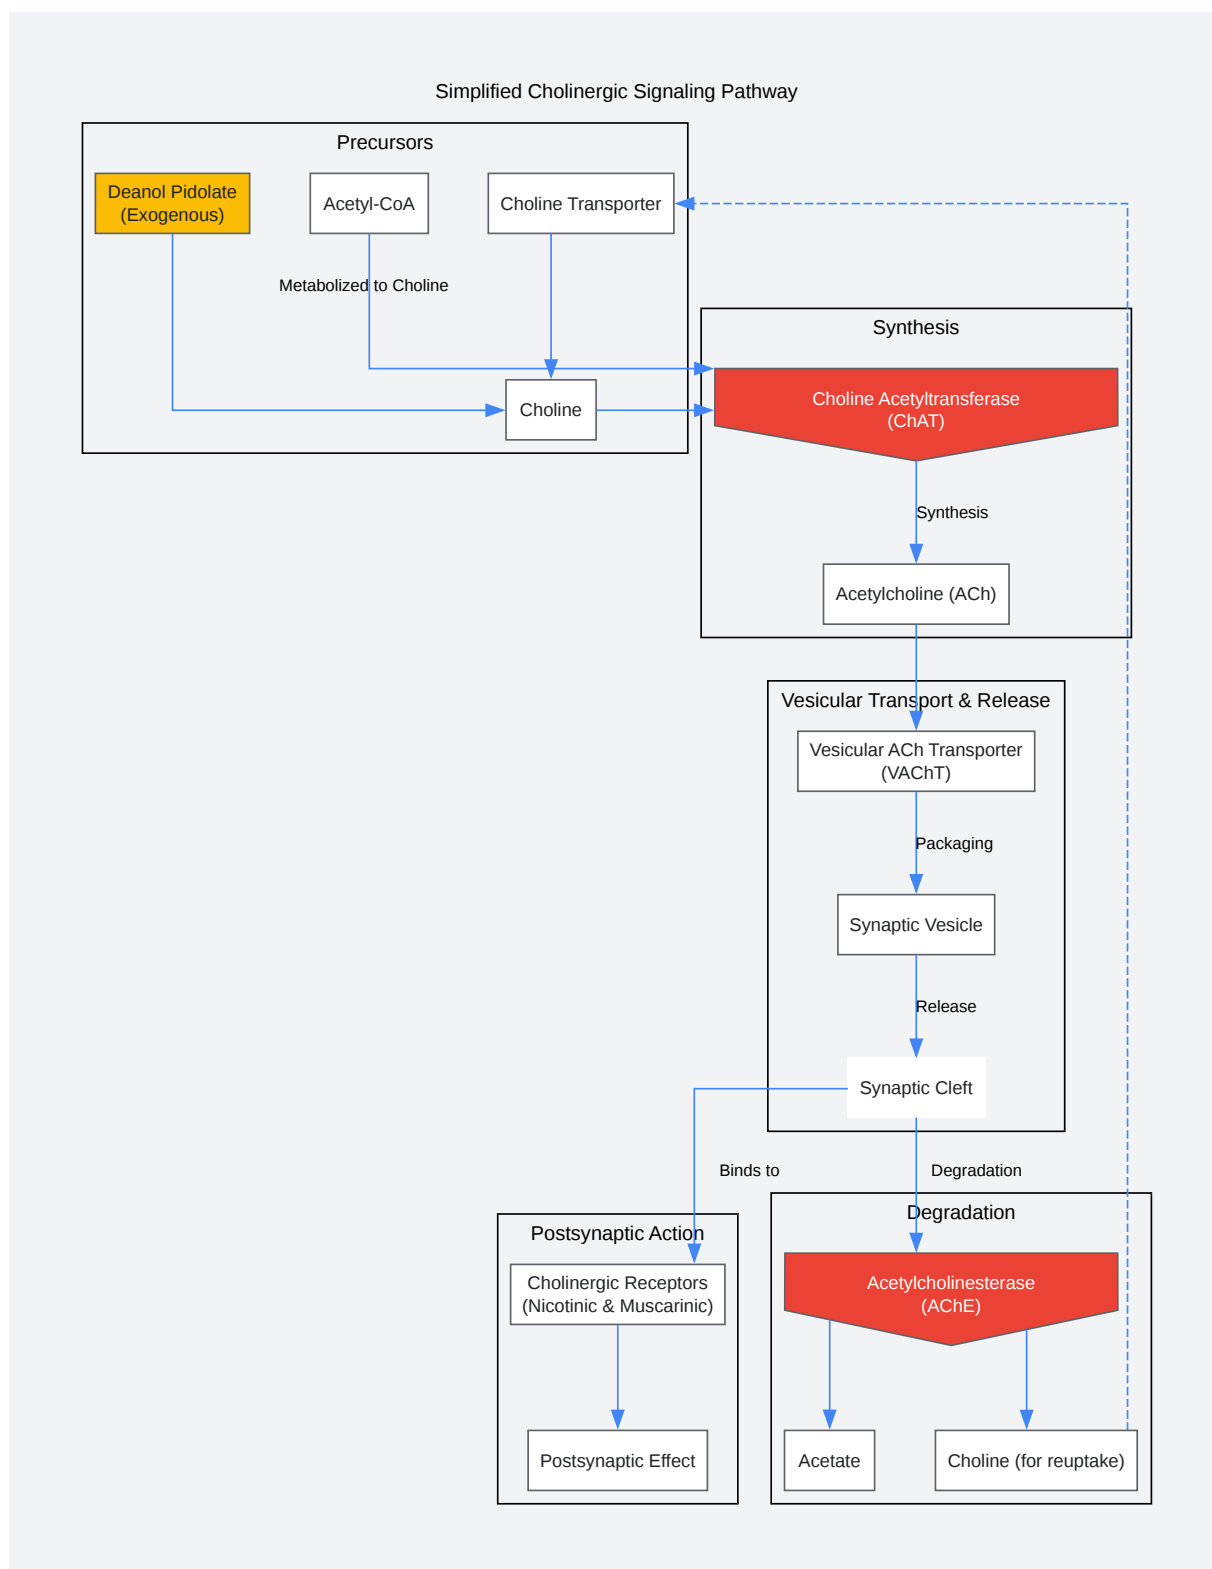 Simplified Cholinergic Signaling Pathway
Precursors
Deanol Pidolate
(Exogenous)
Acetyl-CoA
Choline Transporter
Metabolized to Choline
Choline
Synthesis
Choline Acetyltransferase
(ChAT)
Synthesis
Acetylcholine (ACh)
Vesicular Transport & Release
Vesicular ACh Transporter
(VAChT)
Packaging
Synaptic Vesicle
Release
Synaptic Cleft
Binds to
Degradation
Postsynaptic Action
Cholinergic Receptors
(Nicotinic & Muscarinic)
Postsynaptic Effect
Degradation
Acetylcholinesterase
(AChE)
Acetate
Choline (for reuptake)